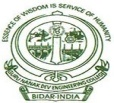 ESSENCE OF WISDOM IS SERVICE OF HUMANITY
GURU NANAK DEV ENGINEERING COLLEGE
BIDAR-INDIA